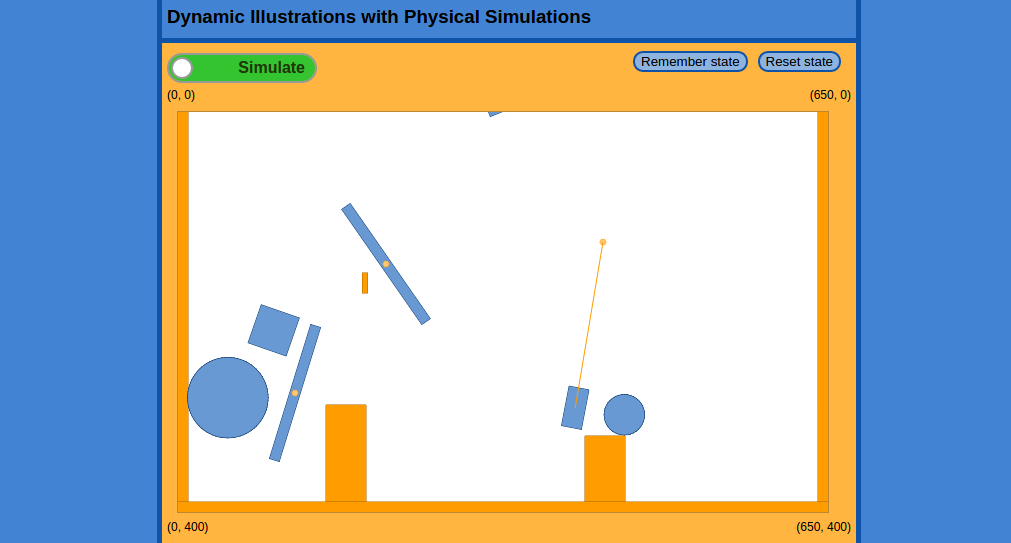 Dynamic Illustrations with Physical Simulations
Simulate
Remember state
Reset state
(0, 0)
(650, 0)
(0, 400)
(650, 400)